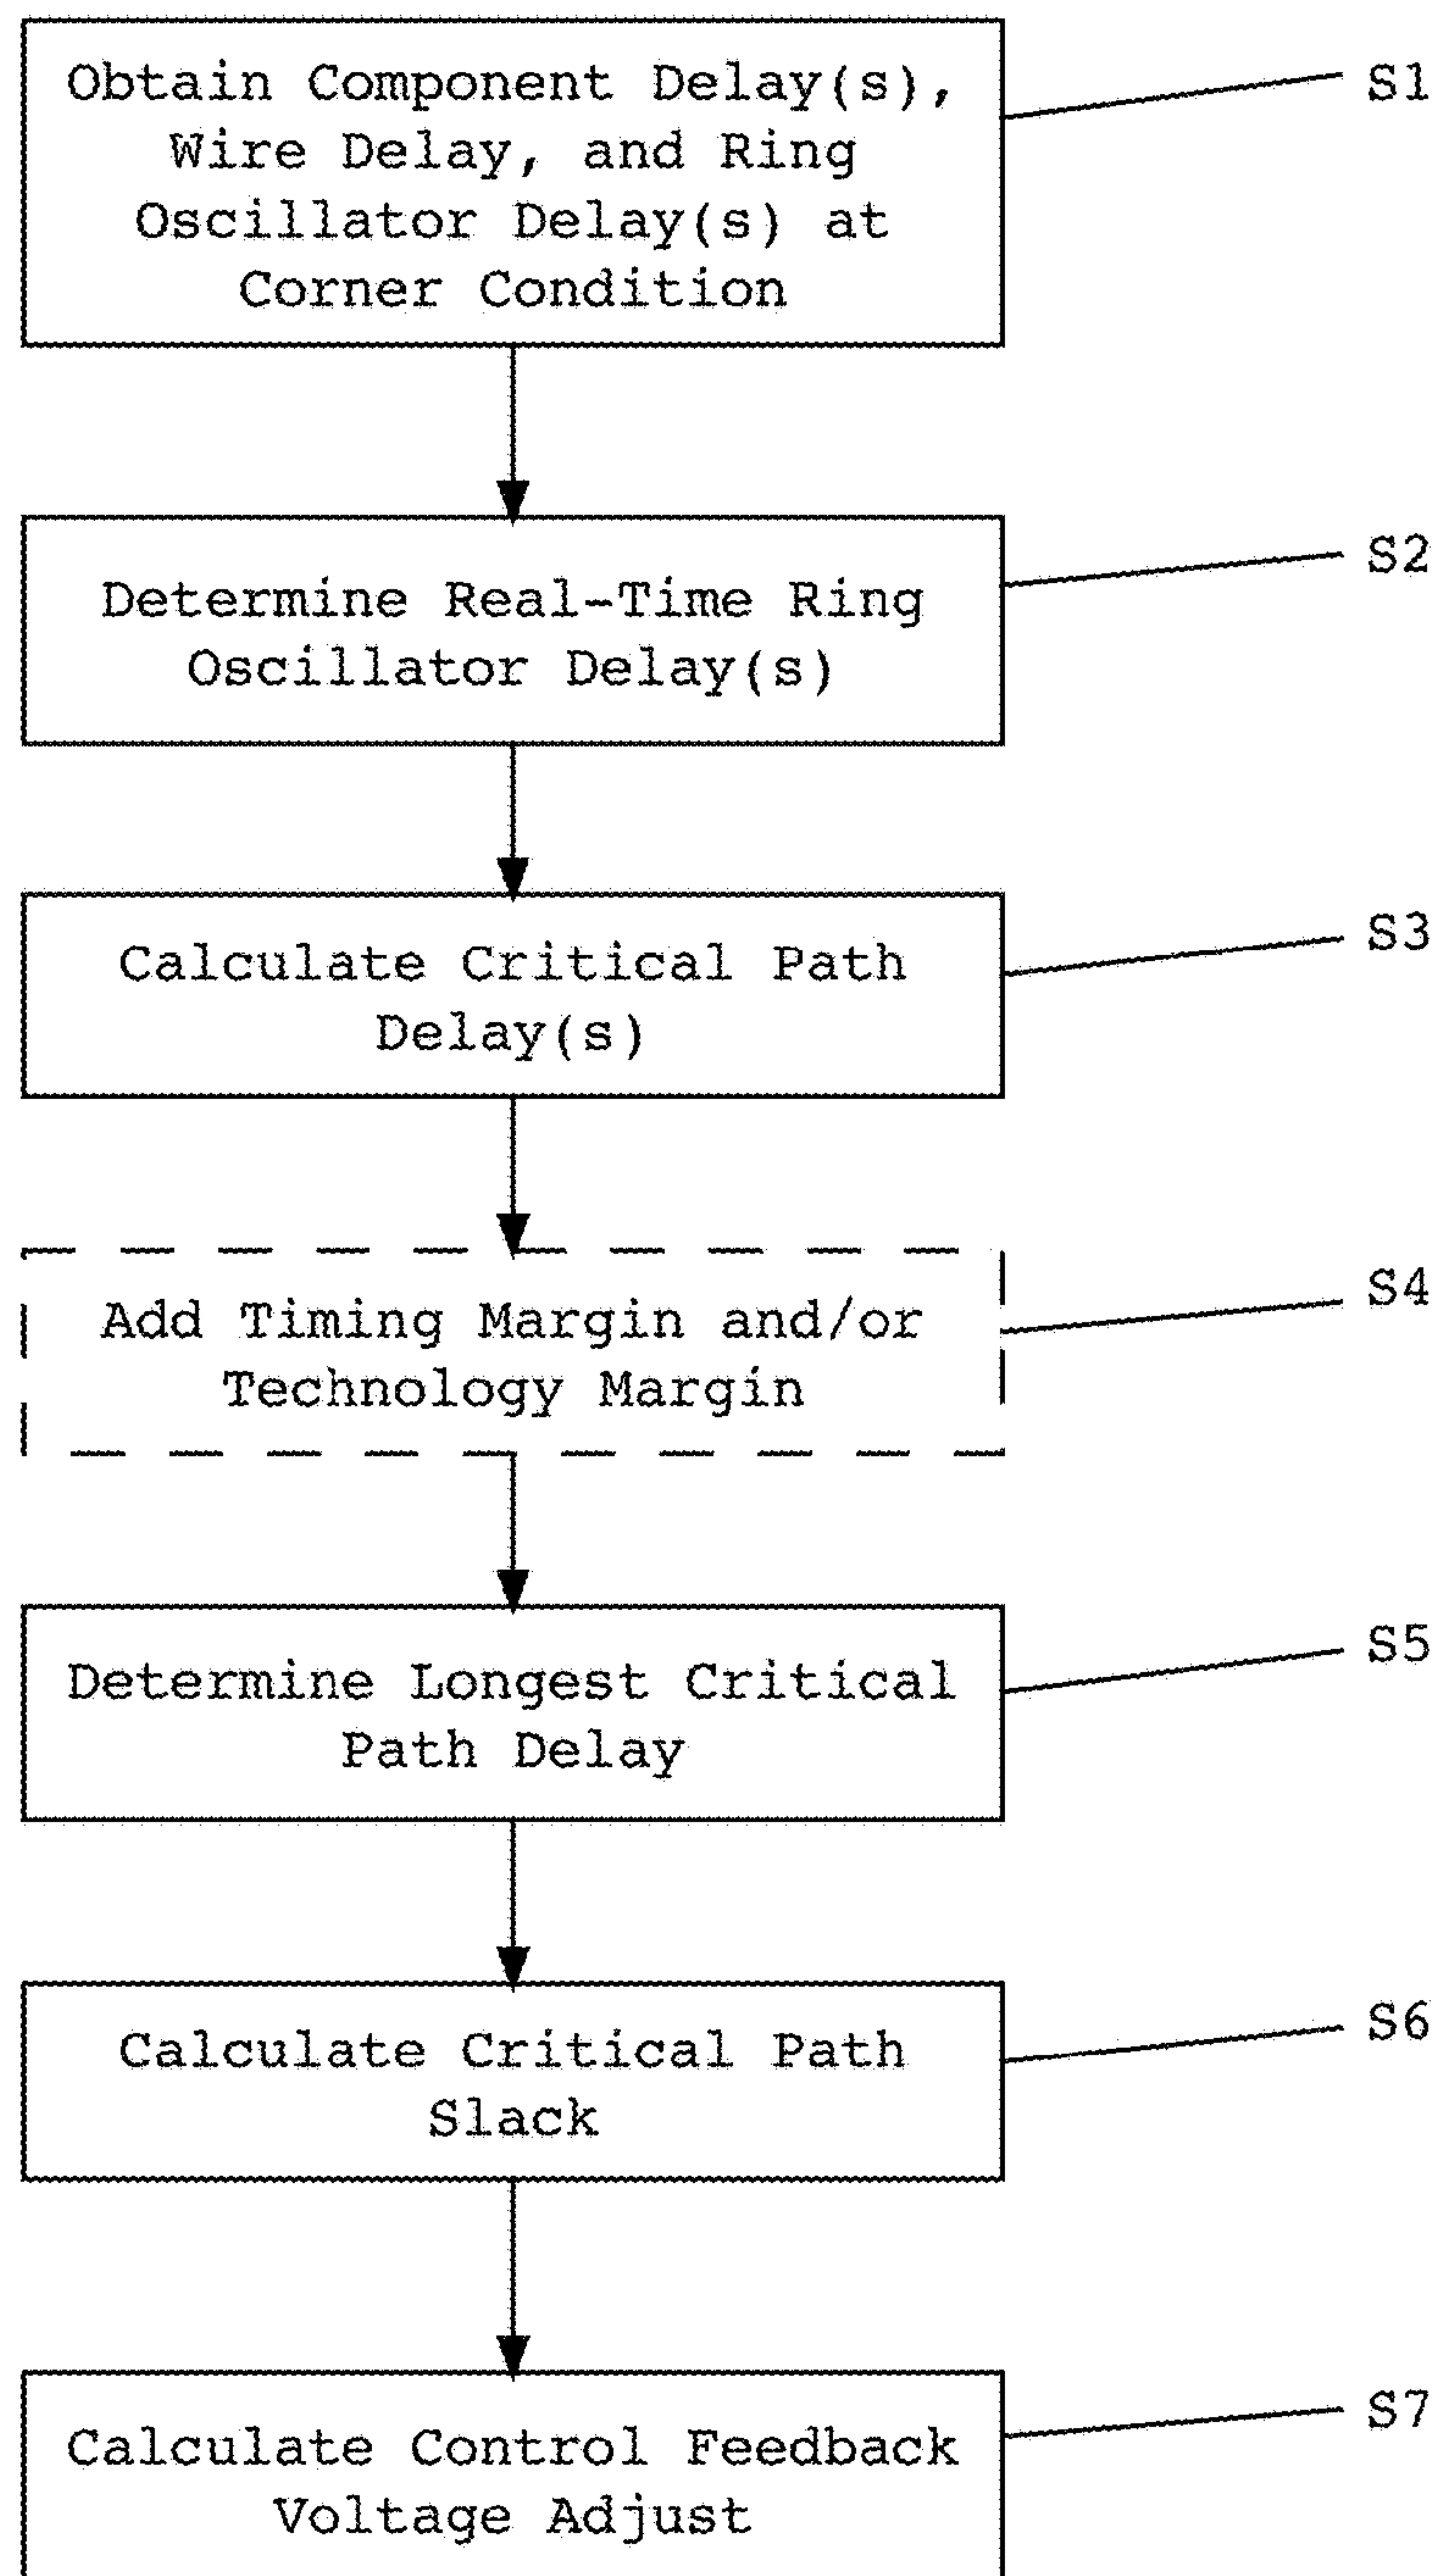 Obtain Component Delay(s),
Wire Delay, and Ring
Oscillator Delay(s) at
Corner Condition
S1
Determine Real-Time Ring
Oscillator Delay(s)
S2
Calculate Critical Path
Delay(s)
S3
Add Timing Margin and/or
Technology Margin
S4
Determine Longest Critical
Path Delay
S5
Calculate Critical Path
Slack
S6
Calculate Control Feedback
Voltage Adjust
S7